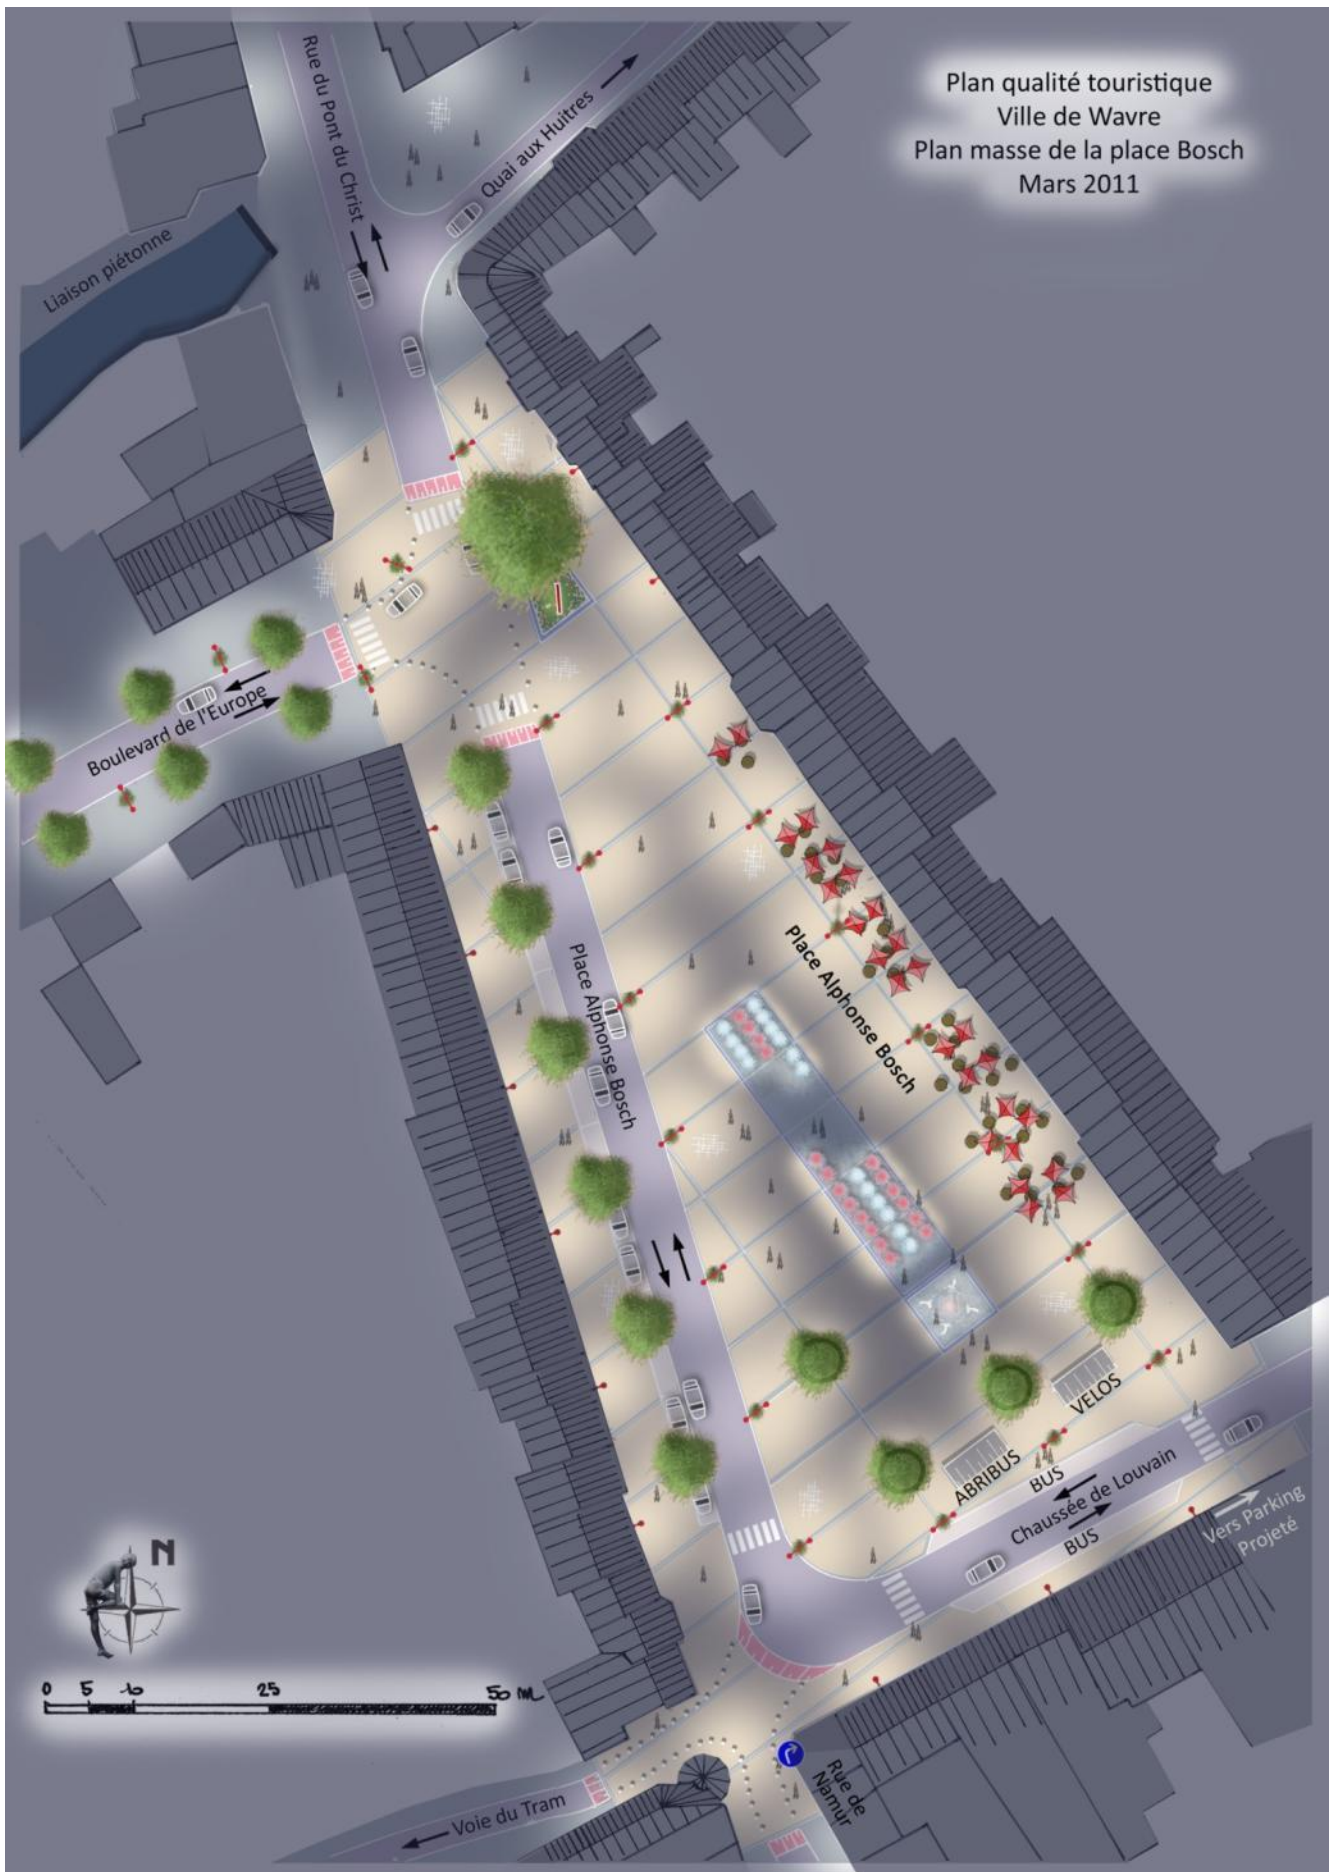 Plan qualité touristique
Ville de Wavre
Plan masse de la place Bosch
Mars 2011
Rue du Pont du Christ
Quai aux Huitres
Liaison piétonne
Boulevard de l'Europe
Place Alphonse Bosch
Place Alphonse Bosch
VELOS
ABRIBUS
BUS
Chaussée de Louvain
BUS
Vers Parking
Projeté
N
0 5 10 25 50 m
Rue de
Namur
Voie du Tram